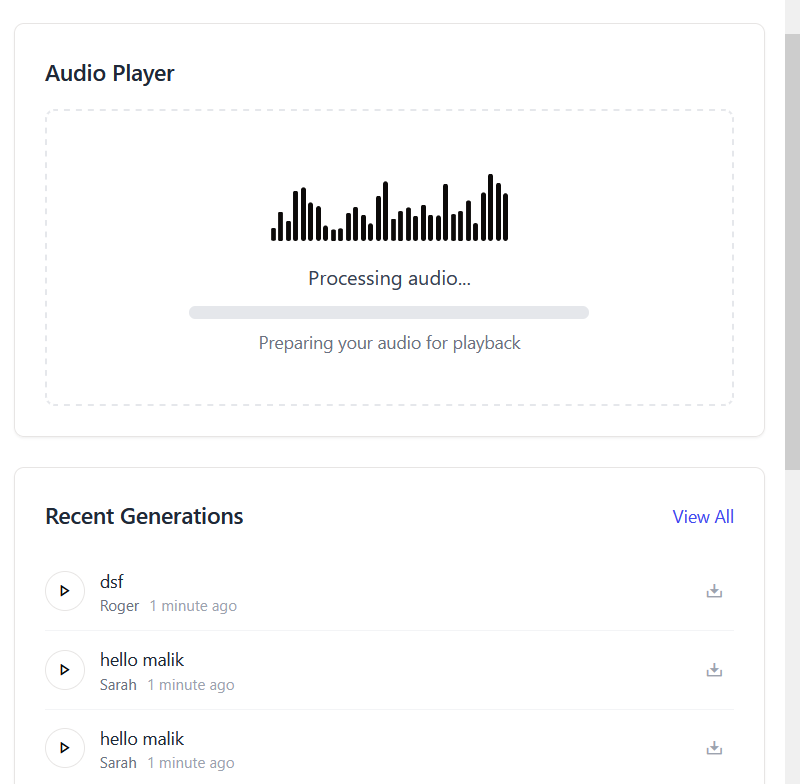 Audio Player
Processing audio...
Preparing your audio for playback
Recent Generations
View All
dsf
Roger 1 minute ago
hello malik
Sarah 1 minute ago
hello malik
Sarah 1 minute ago